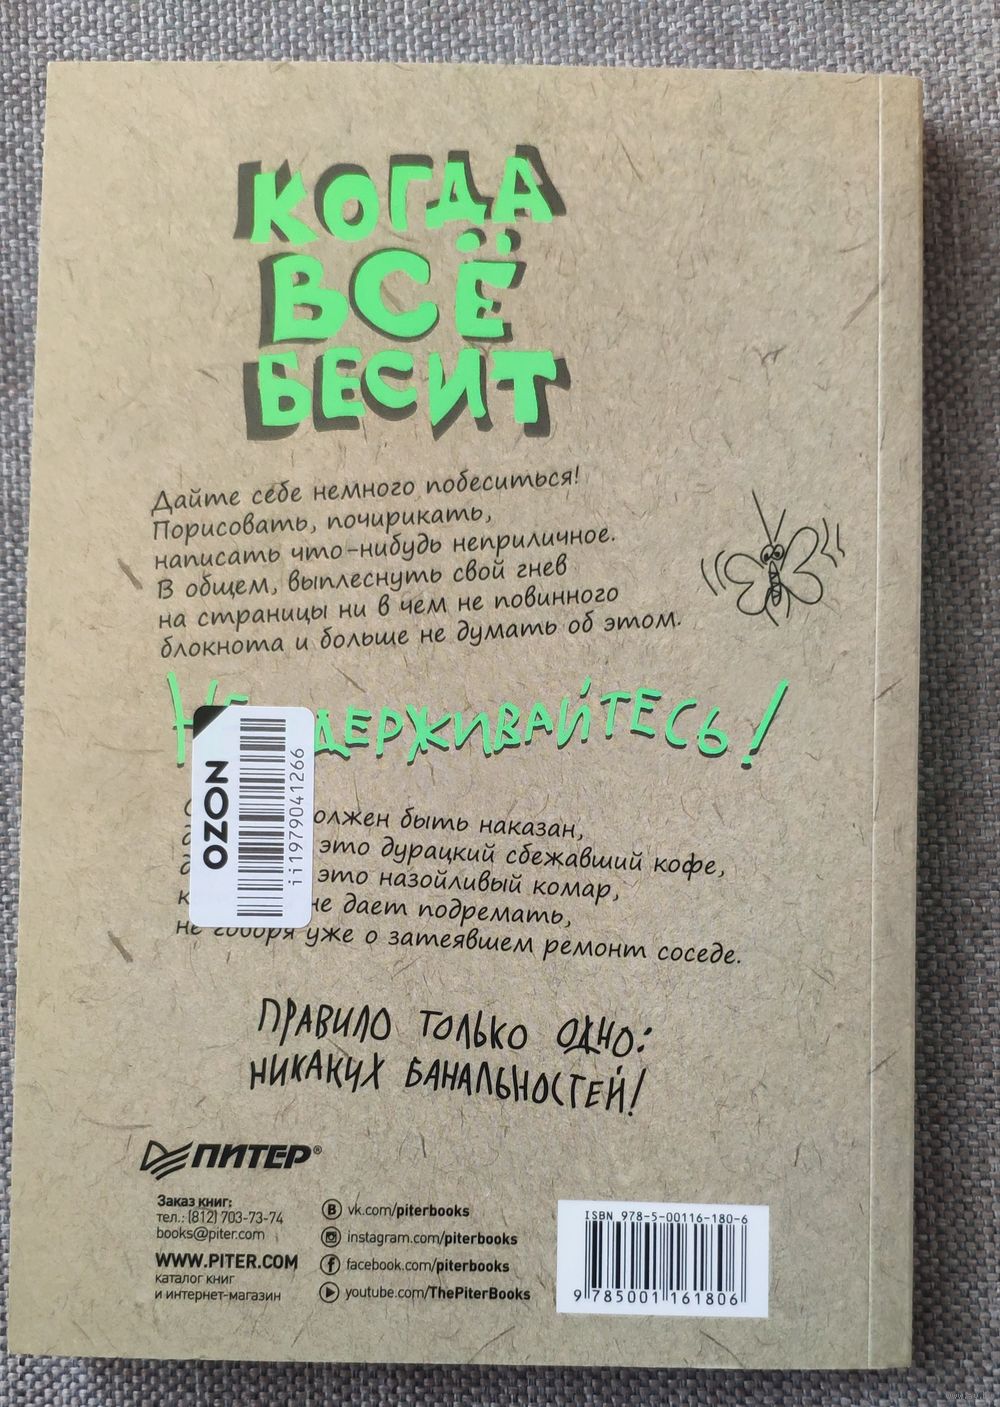 КОГДА
ВСЁ
БЕСИТ
Дайте себе немного побеситься!
Порисовать, почирикать,
написать что-нибудь неприличное.
В общем, выплеснуть свой гнев
на страницы ни в чем не повинного
блокнота и больше не думать об этом.
ДЕРЖИВАЙТЕСЬ!
OZON
ii1979041266
олжен быть наказан,
это дурацкий сбежавший кофе,
это назойливый комар,
не дает подремать,
не говоря уже о затеявшем ремонт соседе.
ПРАВИЛО ТОЛЬКО ОДНО:
НИКАКИХ БАНАЛЬНОСТЕЙ!
ПИТЕР®
Заказ книг:
тел.: (812) 703-73-74
books@piter.com
WWW.PITER.COM
каталог книг
и интернет-магазин
vk.com/piterbooks
instagram.com/piterbooks
facebook.com/piterbooks
youtube.com/ThePiterBooks
ISBN 978-5-00116-180-6
9 785001 161806